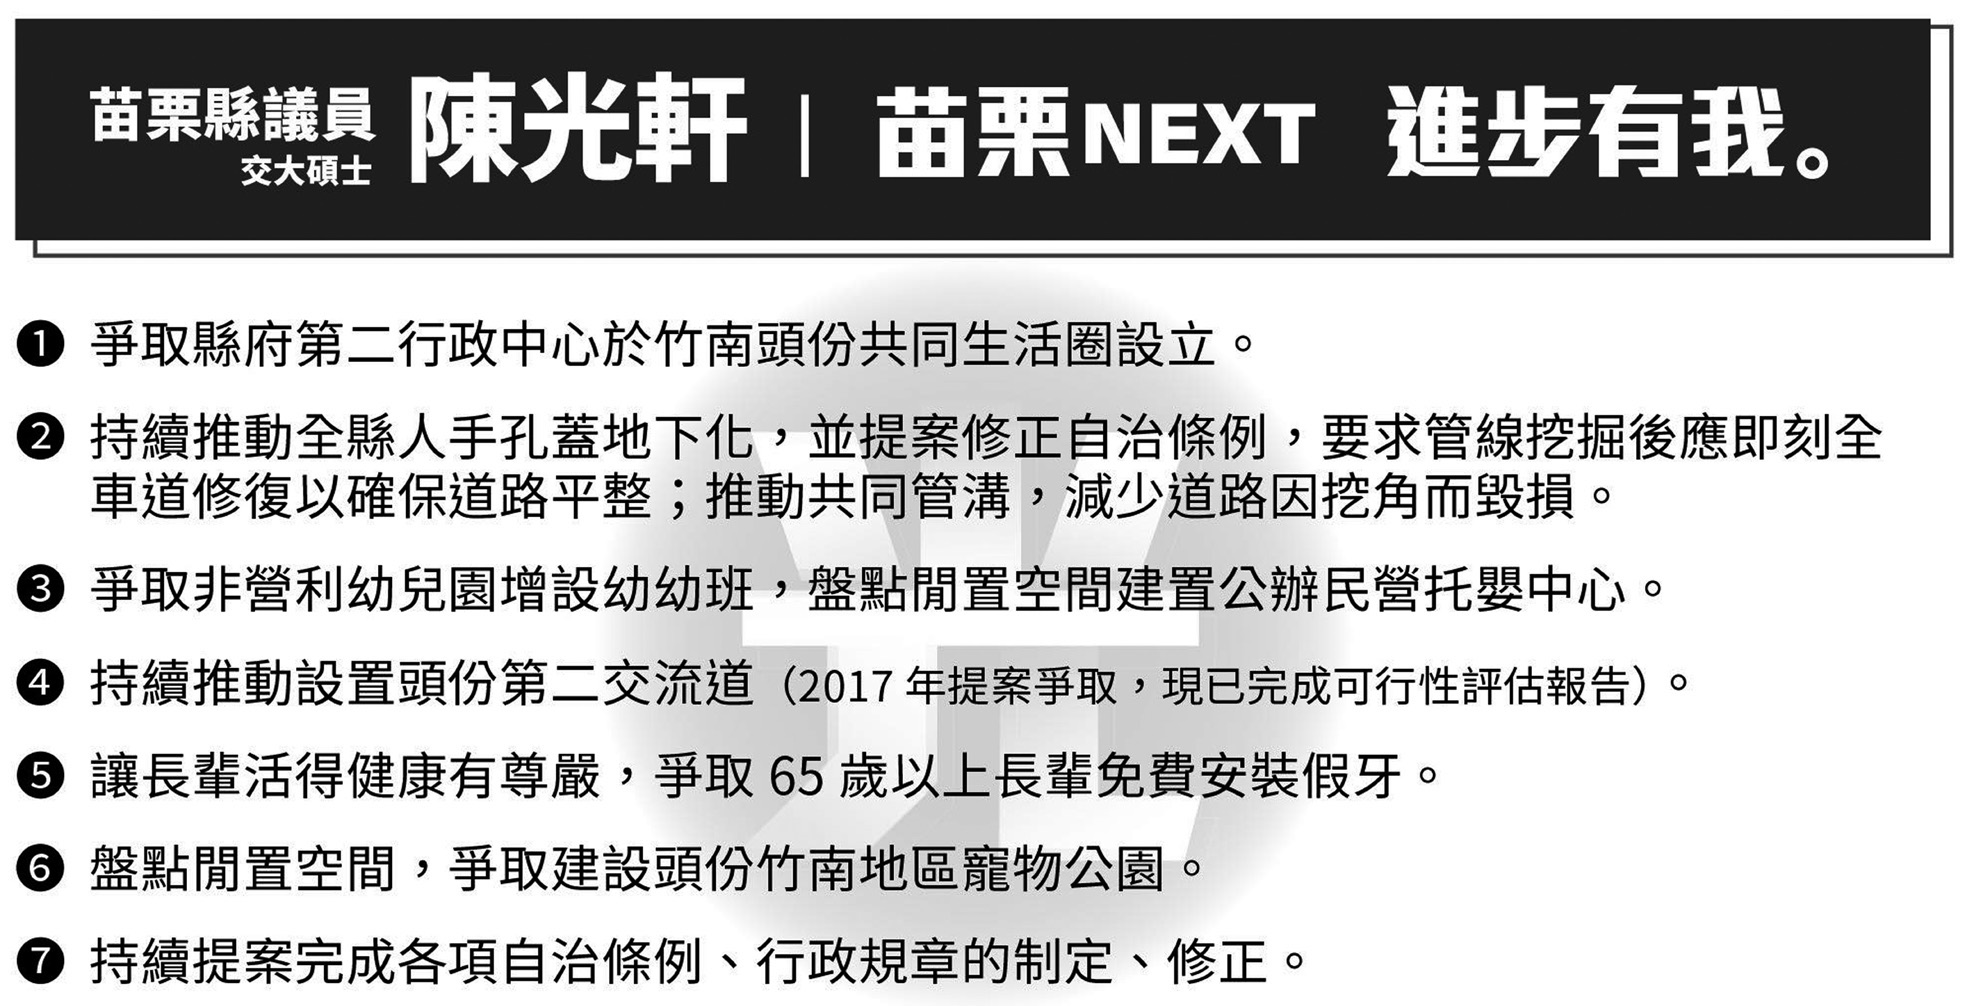 苗栗縣議員
交大碩士
陳光軒｜苗栗NEXT 進步有我。
❶ 爭取縣府第二行政中心於竹南頭份共同生活圈設立。
❷ 持續推動全縣人手孔蓋地下化，並提案修正自治條例，要求管線挖掘後應即刻全
車道修復以確保道路平整；推動共同管溝，減少道路因挖角而毀損。
❸ 爭取非營利幼兒園增設幼幼班，盤點閒置空間建置公辦民營托嬰中心。
❹ 持續推動設置頭份第二交流道（2017 年提案爭取，現已完成可行性評估報告）。
❺ 讓長輩活得健康有尊嚴，爭取 65 歲以上長輩免費安裝假牙。
❻ 盤點閒置空間，爭取建設頭份竹南地區寵物公園。
❼ 持續提案完成各項自治條例、行政規章的制定、修正。
光